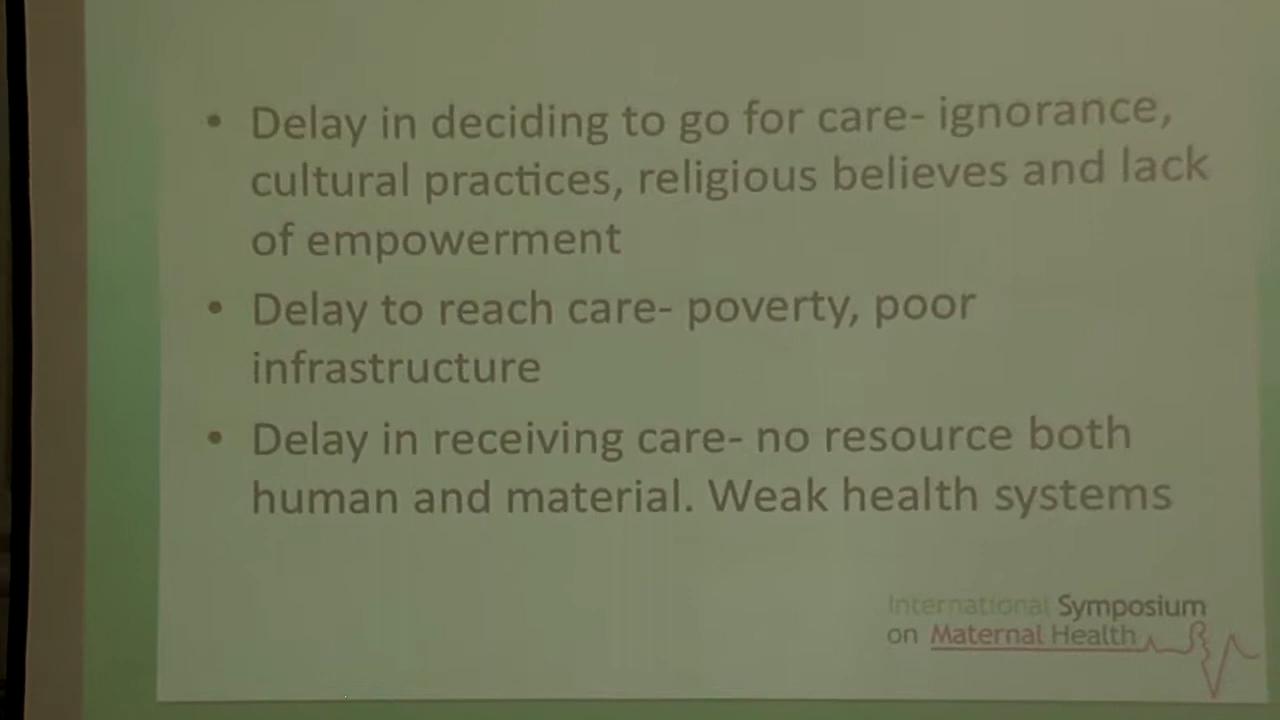 • Delay in deciding to go for care- ignorance,
cultural practices, religious believes and lack
of empowerment
• Delay to reach care- poverty, poor
infrastructure
• Delay in receiving care- no resource both
human and material. Weak health systems
International Symposium
on Maternal Health